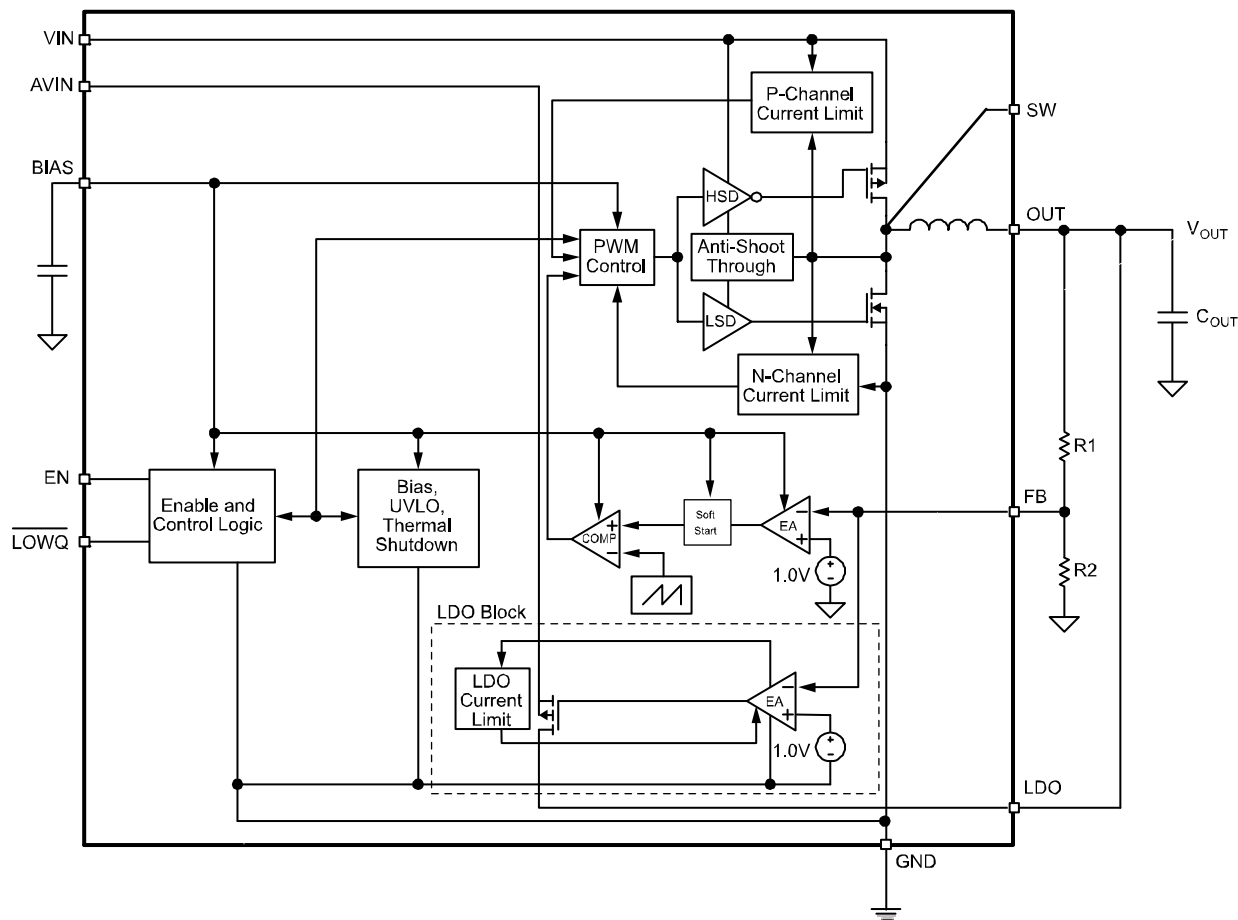 VIN
AVIN
P-Channel
Current Limit
SW
BIAS
HSD
OUT
V_OUT
PWM
Control
Anti-Shoot
Through
LSD
C_OUT
N-Channel
Current Limit
R1
EN
Enable and
Control Logic
Bias,
UVLO,
Thermal
Shutdown
FB
Soft
Start
EA
−
+
COMP
+
−
LOWQ
1.0V
+
−
R2
LDO Block
LDO
Current
Limit
EA
−
+
1.0V
+
−
LDO
GND